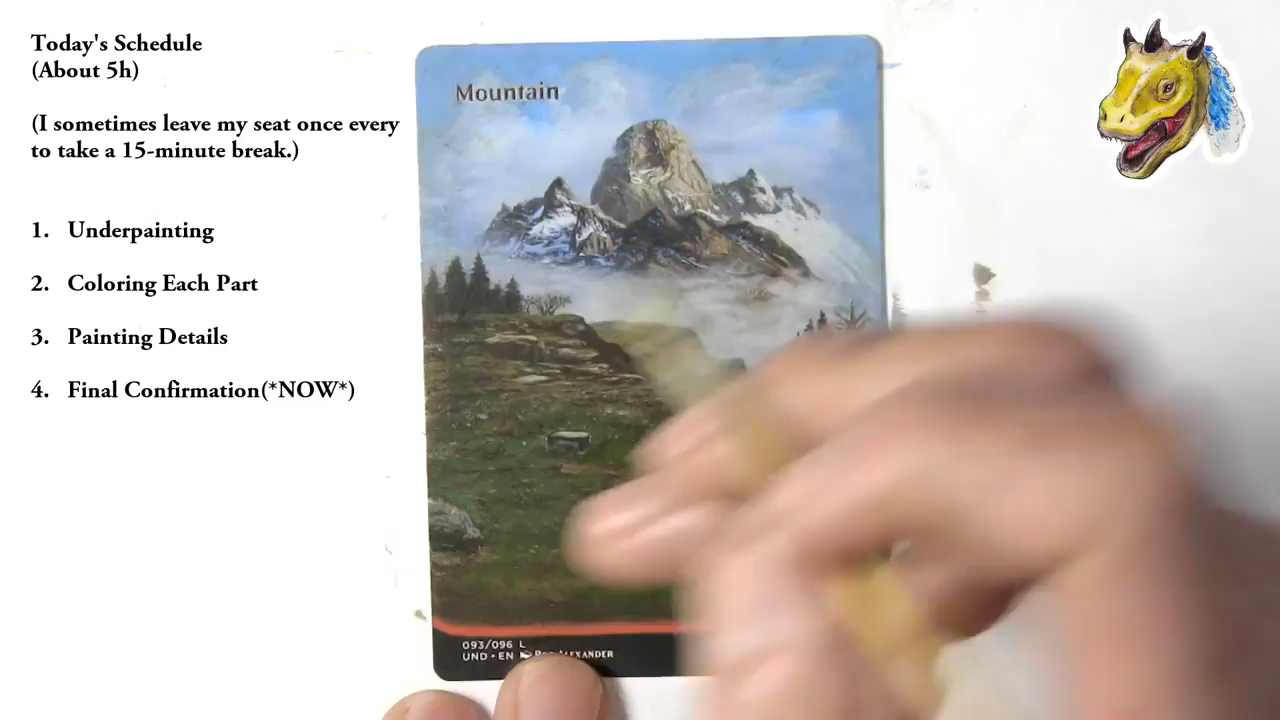 Today's Schedule
(About 5h)
(I sometimes leave my seat once every
to take a 15-minute break.)
1. Underpainting
2. Coloring Each Part
3. Painting Details
4. Final Confirmation(*NOW*)
Mountain
093/096 L
UND • EN ALEXANDER